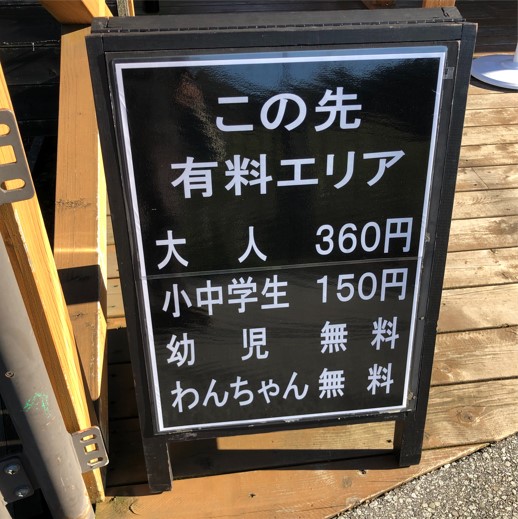 この先
有料エリア
大人 360円
小中学生 150円
幼児 無料
わんちゃん 無料